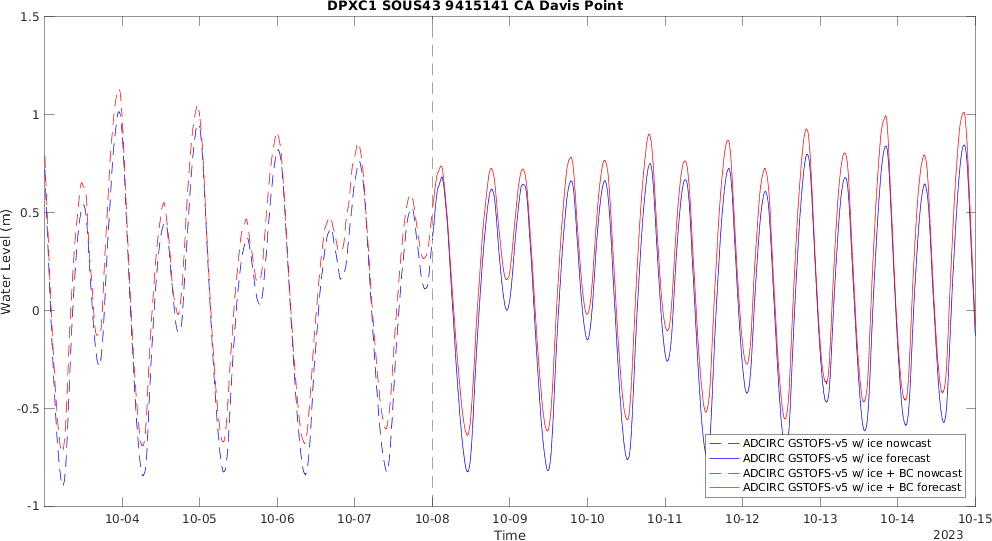 DPXC1 SOUS43 9415141 CA Davis Point
1.5
1
0.5
0
-0.5
-1
Water Level (m)
10-04
10-05
10-06
10-07
10-08
10-09
10-10
10-11
10-12
10-13
10-14
10-15
Time
2023
ADCIRC GSTOFS-v5 w/ ice nowcast
ADCIRC GSTOFS-v5 w/ ice forecast
ADCIRC GSTOFS-v5 w/ ice + BC nowcast
ADCIRC GSTOFS-v5 w/ ice + BC forecast